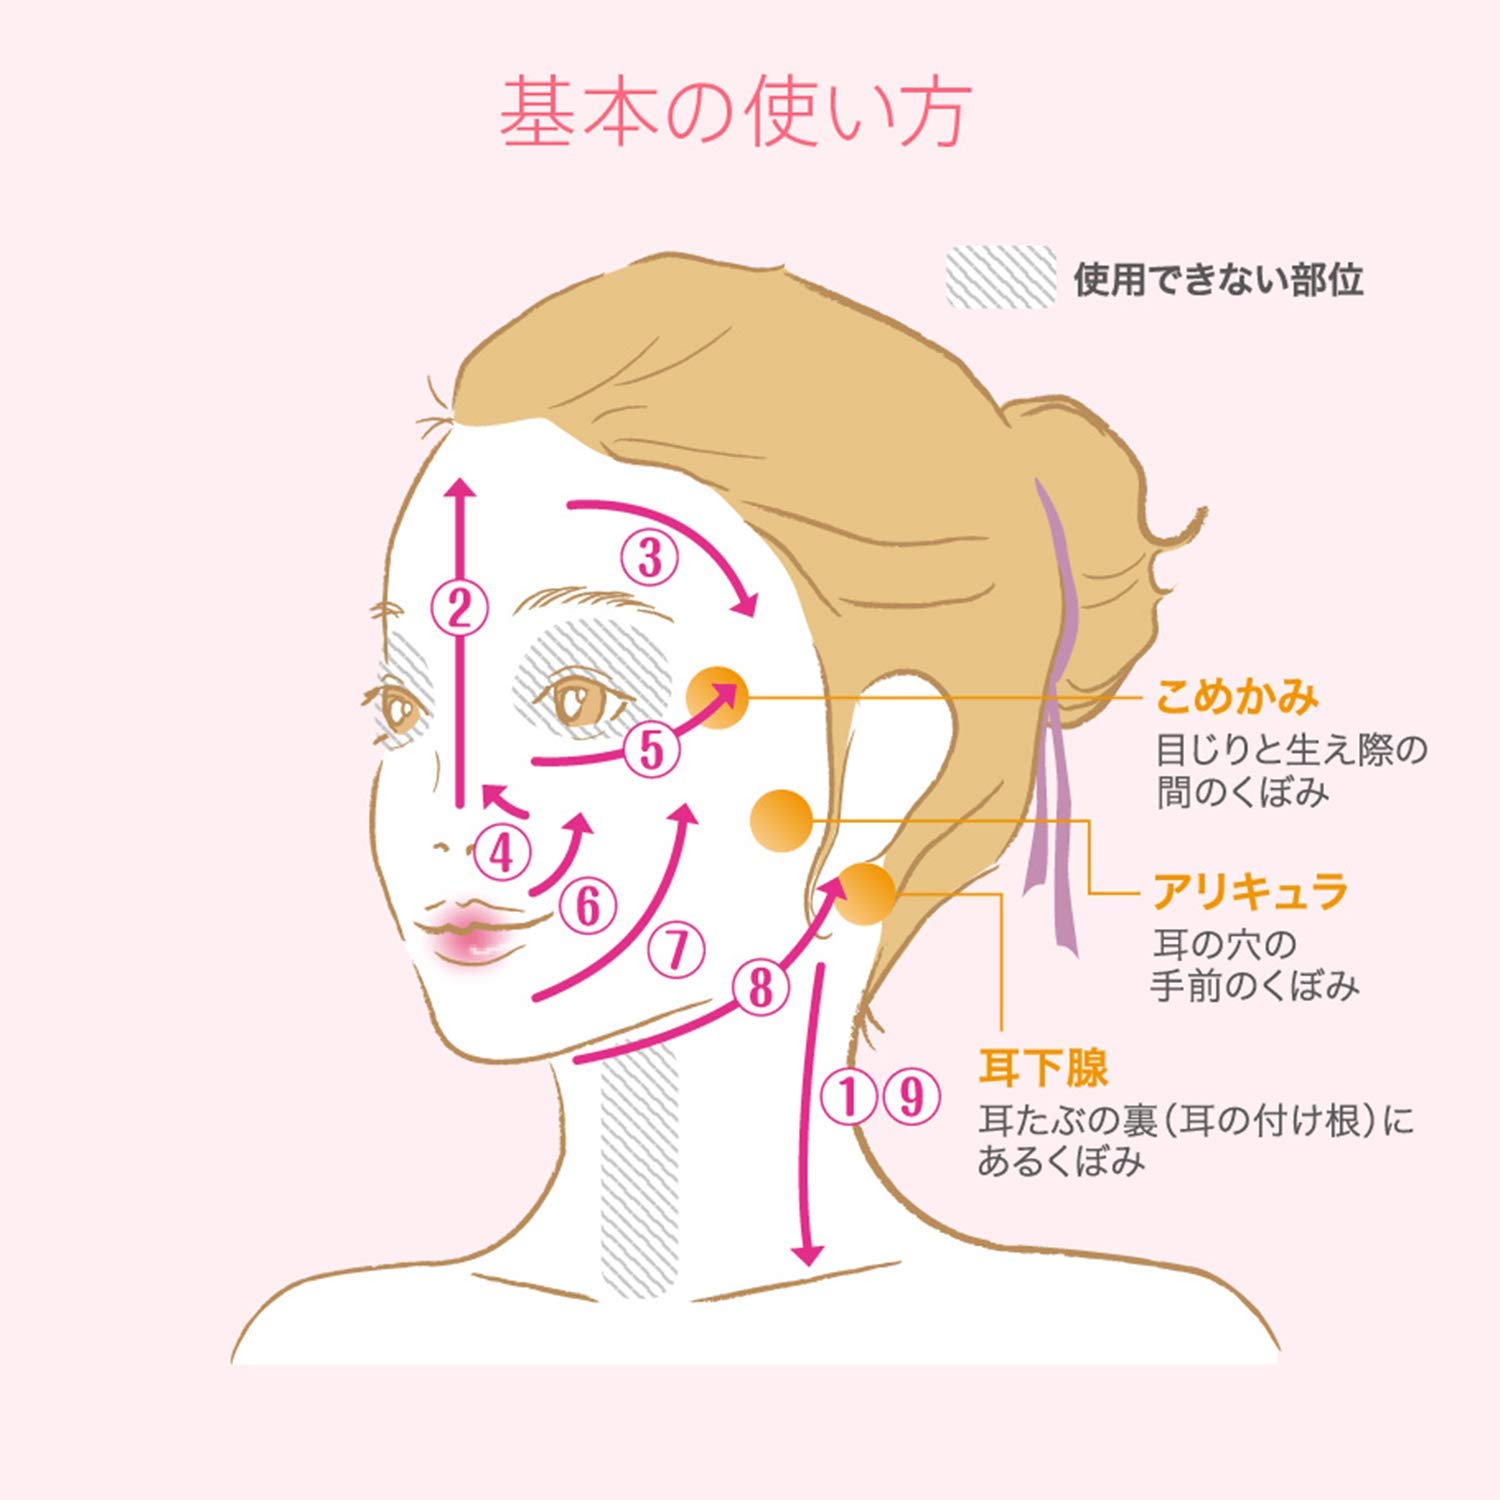 基本の使い方
使用できない部位
③
②
こめかみ
目じりと生え際の
間のくぼみ
⑤
④
アリキュラ
耳の穴の
手前のくぼみ
⑥
⑦
⑧
耳下腺
耳たぶの裏（耳の付け根）に
あるくぼみ
①⑨